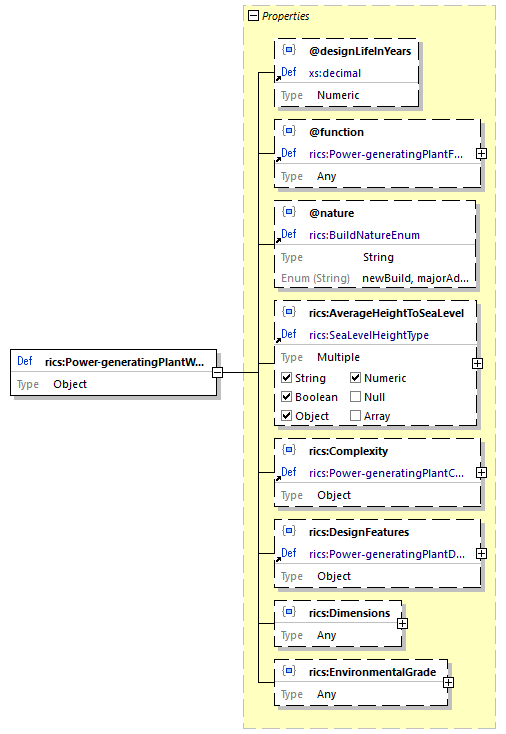 Properties
{} @designLifeInYears
Def xs:decimal
Type Numeric
{} @function
Def rics:Power-generatingPlantF...
Type Any
{} @nature
Def rics:BuildNatureEnum
Type String
Enum (String) newBuild, majorAd...
{} rics:AverageHeightToSeaLevel
Def rics:SeaLevelHeightType
Type Multiple
String Numeric
Boolean Null
Object Array
Def rics:Power-generatingPlantW...
Type Object
{} rics:Complexity
Def rics:Power-generatingPlantC...
Type Object
{} rics:DesignFeatures
Def rics:Power-generatingPlantD...
Type Object
{} rics:Dimensions
Type Any
{} rics:EnvironmentalGrade
Type Any